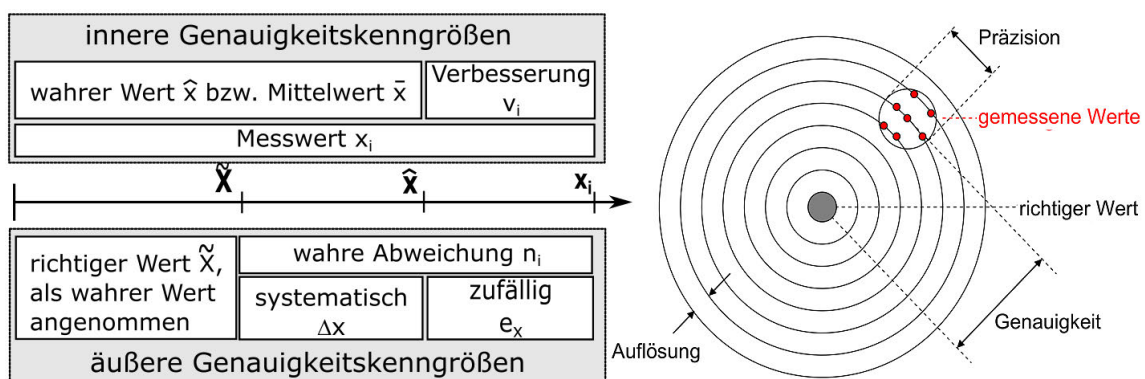 innere Genauigkeitskenngrößen
wahrer Wert x̂ bzw. Mittelwert x̄
Verbesserung
vᵢ
Messwert xᵢ
x̃ x̂ xᵢ
richtiger Wert x̃,
als wahrer Wert
angenommen
wahre Abweichung nᵢ
systematisch
Δx
zufällig
eₓ
äußere Genauigkeitskenngrößen
Präzision
gemessene Werte
richtiger Wert
Genauigkeit
Auflösung